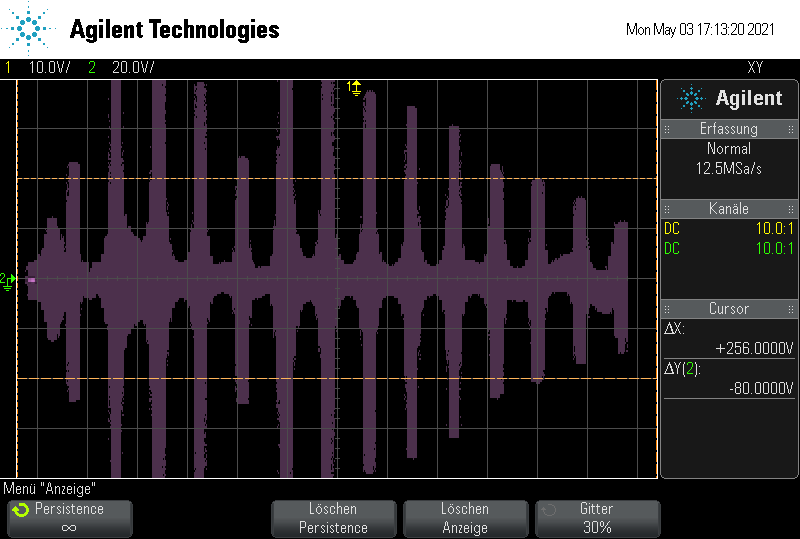 Agilent Technologies
Mon May 03 17:13:20 2021
1 10.0V/ 2 20.0V/ XY
Agilent
Erfassung
Normal
12.5MSa/s
Kanäle
DC 10.0:1
DC 10.0:1
Cursor
ΔX:
+256.0000V
ΔY(2):
-80.0000V
1
2
Menü "Anzeige"
Persistence
∞
Löschen
Persistence
Löschen
Anzeige
Gitter
30%